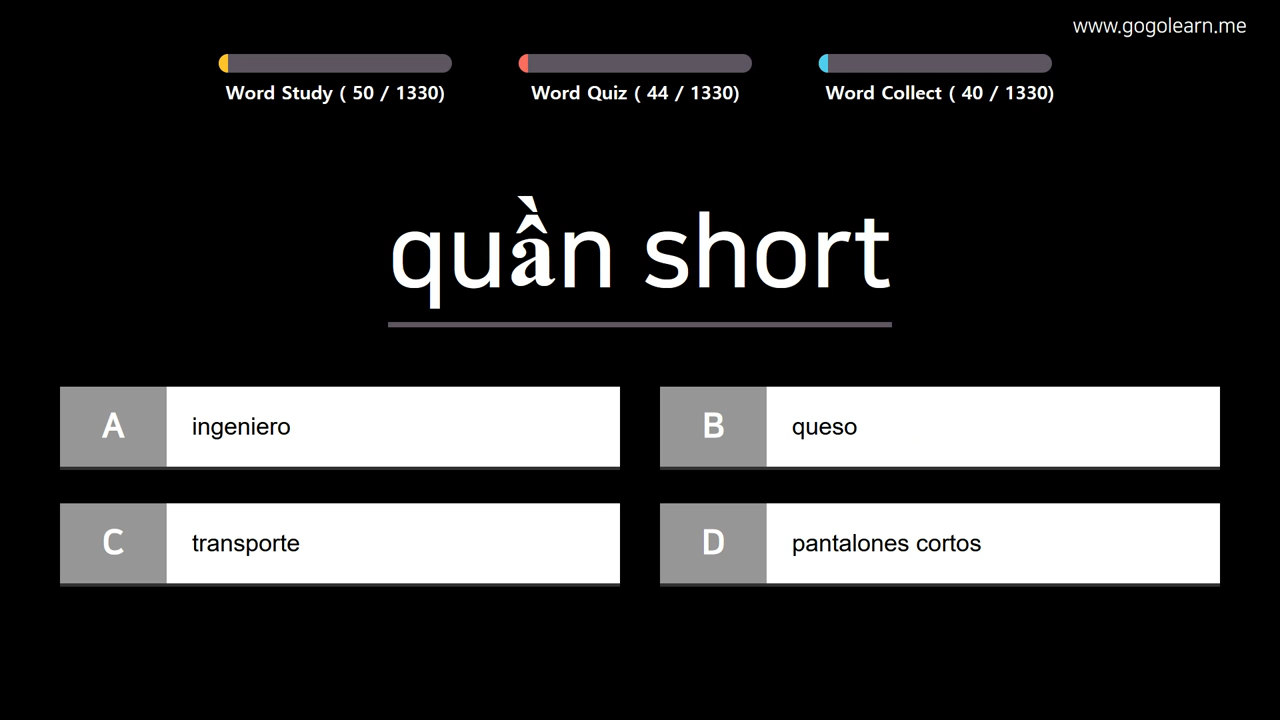 www.gogolearn.me
Word Study ( 50 / 1330)
Word Quiz ( 44 / 1330)
Word Collect ( 40 / 1330)
quần short
A ingeniero
B queso
C transporte
D pantalones cortos